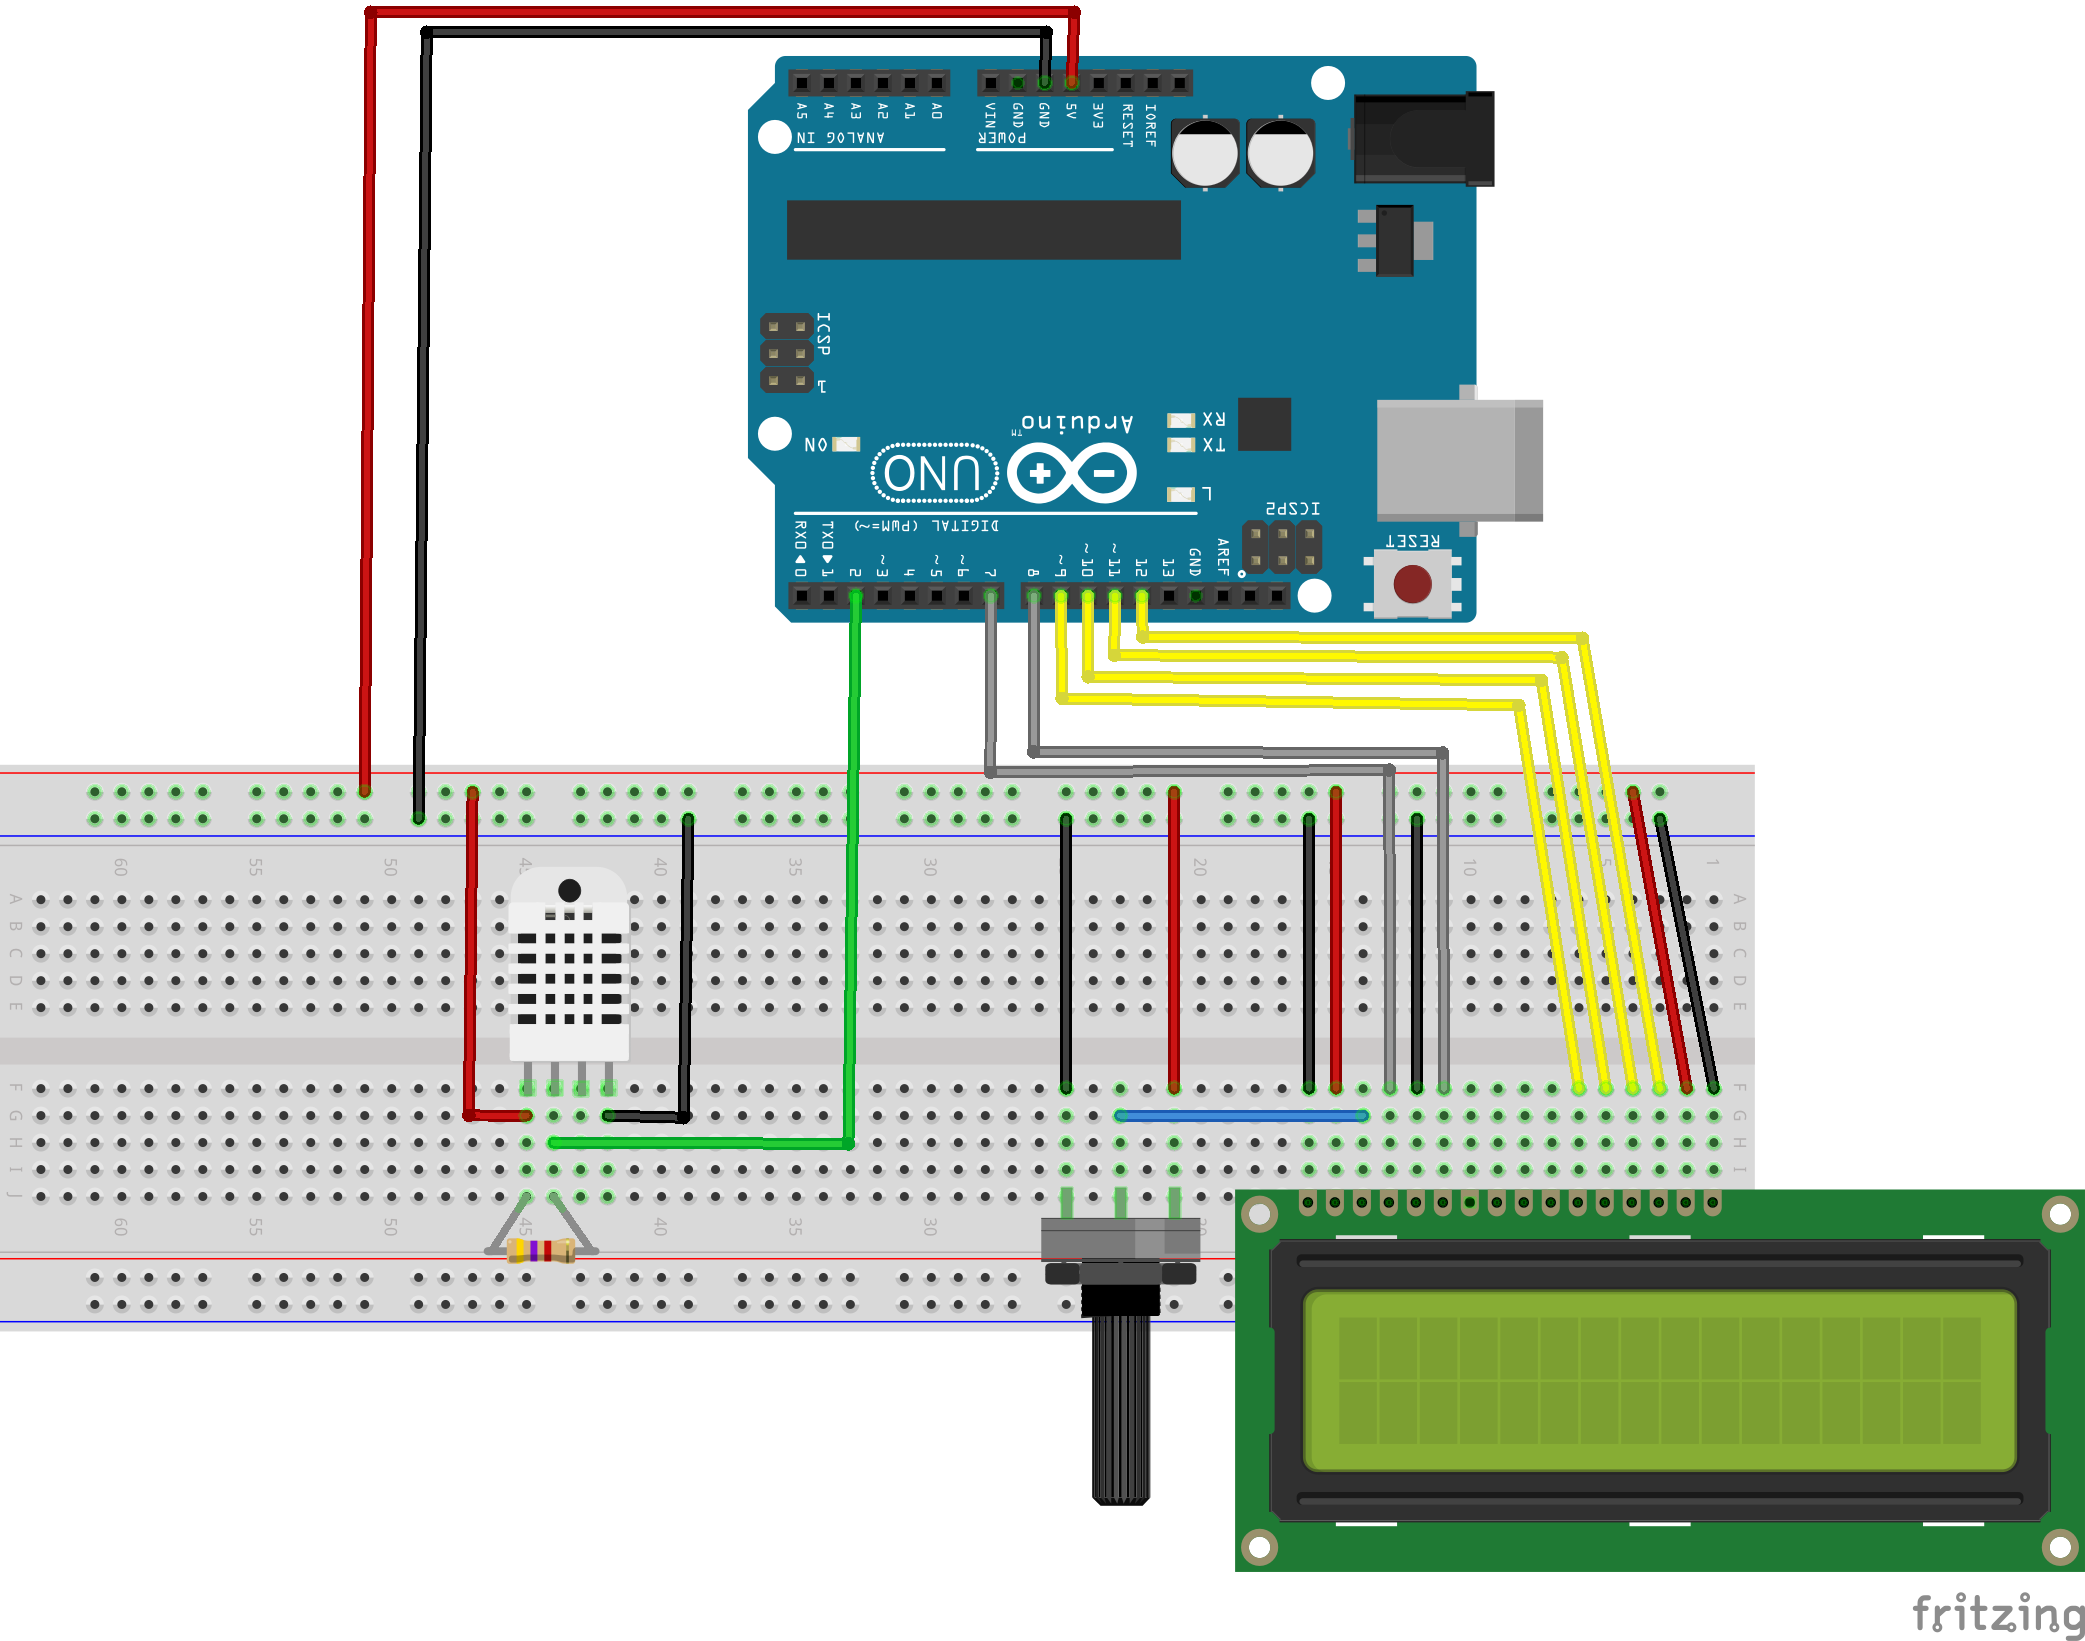 A5 A4 A3 A2 A1 A0 VIN GND GND 5V 3V3 RESET IOREF
ANALOG IN POWER
ICSP
1
Arduino™
RX
TX
ON
UNO
L
ICSP2
DIGITAL (PWM=~)
RESET
RX0 TX0 AREF GND
0 1 2 ~3 4 ~5 ~6 7 8 ~9 ~10 ~11 12 13
60 55 50 45 40 35 30 20 10 5 1
A A
B B
C C
D D
E E
F F
G G
H H
I I
J
60 55 50 45 40 35 30 20
fritzing